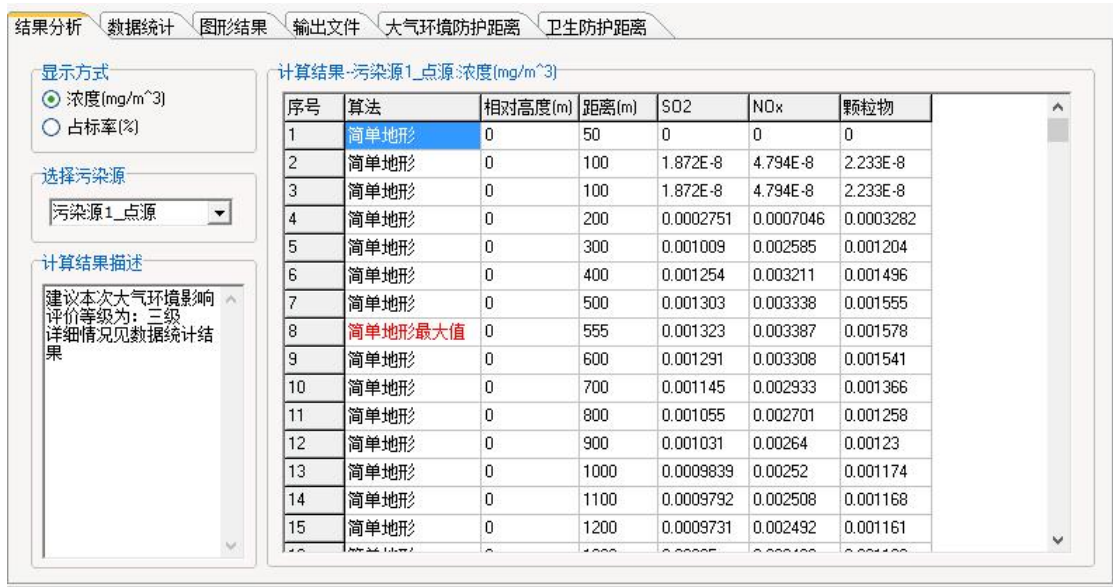 结果分析 数据统计 图形结果 输出文件 大气环境防护距离 卫生防护距离
显示方式
浓度(mg/m^3)
占标率(%)
选择污染源
污染源1_点源
计算结果描述
建议本次大气环境影响
评价等级为：三级
详细情况见数据统计结
果
计算结果--污染源1_点源:浓度(mg/m^3)
序号 算法 相对高度(m) 距离(m) SO2 NOx 颗粒物
1 简单地形 0 50 0 0 0
2 简单地形 0 100 1.872E-8 4.794E-8 2.233E-8
3 简单地形 0 100 1.872E-8 4.794E-8 2.233E-8
4 简单地形 0 200 0.0002751 0.0007046 0.0003282
5 简单地形 0 300 0.001009 0.002585 0.001204
6 简单地形 0 400 0.001254 0.003211 0.001496
7 简单地形 0 500 0.001303 0.003338 0.001555
8 简单地形最大值 0 555 0.001323 0.003387 0.001578
9 简单地形 0 600 0.001291 0.003308 0.001541
10 简单地形 0 700 0.001145 0.002933 0.001366
11 简单地形 0 800 0.001055 0.002701 0.001258
12 简单地形 0 900 0.001031 0.00264 0.00123
13 简单地形 0 1000 0.0009839 0.00252 0.001174
14 简单地形 0 1100 0.0009792 0.002508 0.001168
15 简单地形 0 1200 0.0009731 0.002492 0.001161